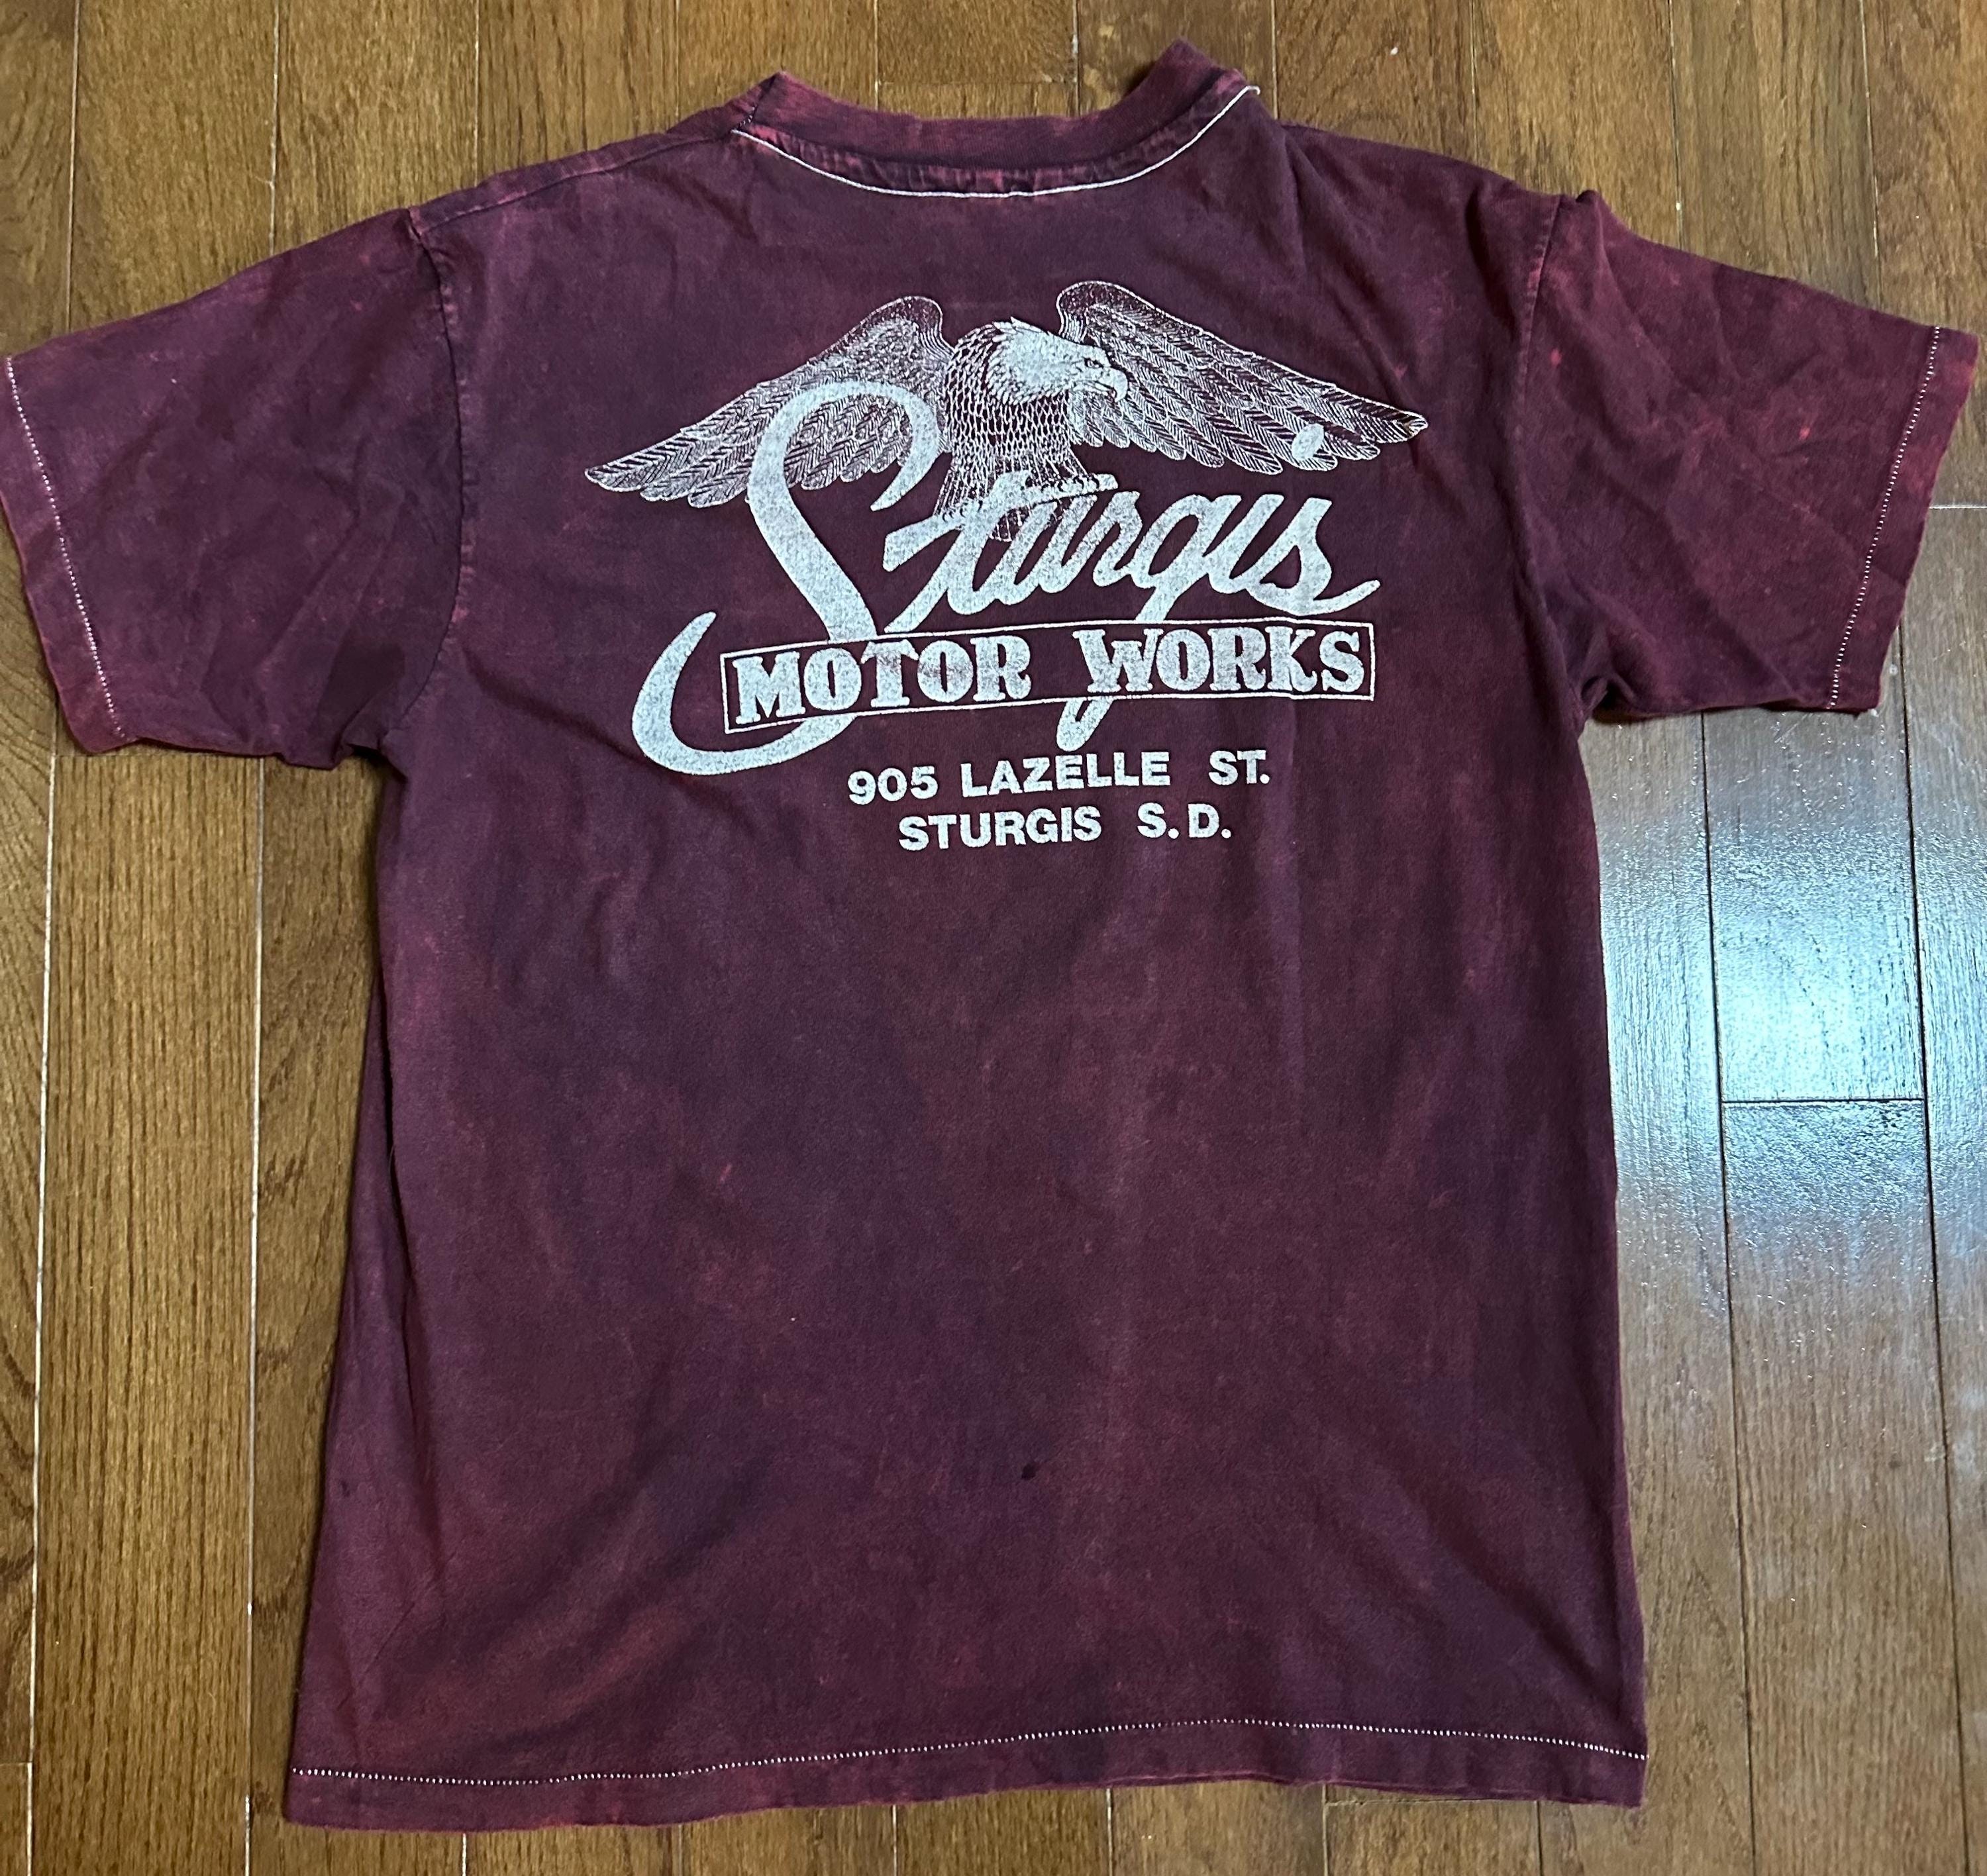 Sturgis
MOTOR WORKS
905 LAZELLE ST.
STURGIS S.D.